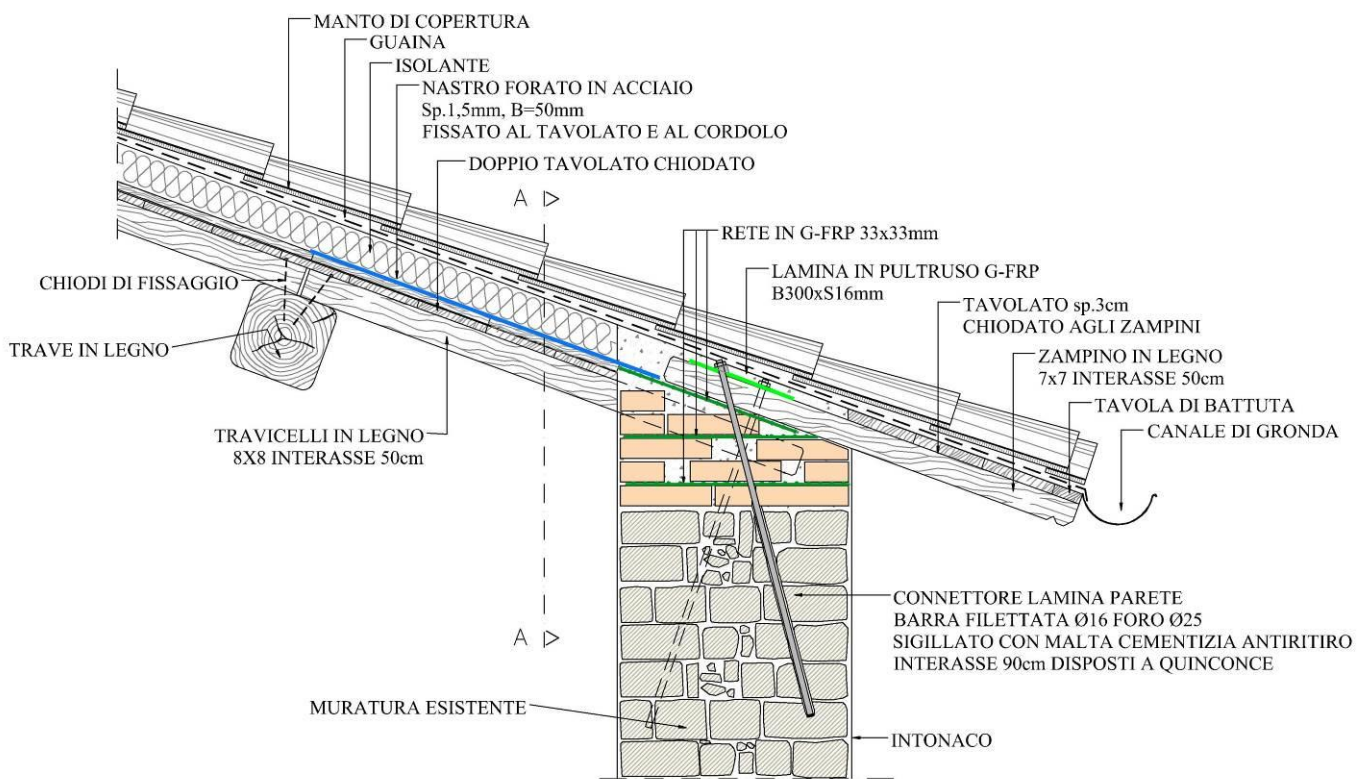 MANTO DI COPERTURA
GUAINA
ISOLANTE
NASTRO FORATO IN ACCIAIO
Sp.1,5mm, B=50mm
FISSATO AL TAVOLATO E AL CORDOLO
DOPPIO TAVOLATO CHIODATO
A
RETE IN G-FRP 33x33mm
LAMINA IN PULTRUSO G-FRP
B300xS16mm
CHIODI DI FISSAGGIO
TAVOLATO sp.3cm
CHIODATO AGLI ZAMPINI
TRAVE IN LEGNO
ZAMPINO IN LEGNO
7x7 INTERASSE 50cm
TAVOLA DI BATTUTA
CANALE DI GRONDA
TRAVICELLI IN LEGNO
8X8 INTERASSE 50cm
CONNETTORE LAMINA PARETE
BARRA FILETTATA Ø16 FORO Ø25
SIGILLATO CON MALTA CEMENTIZIA ANTIRITIRO
INTERASSE 90cm DISPOSTI A QUINCONCE
A
MURATURA ESISTENTE
INTONACO